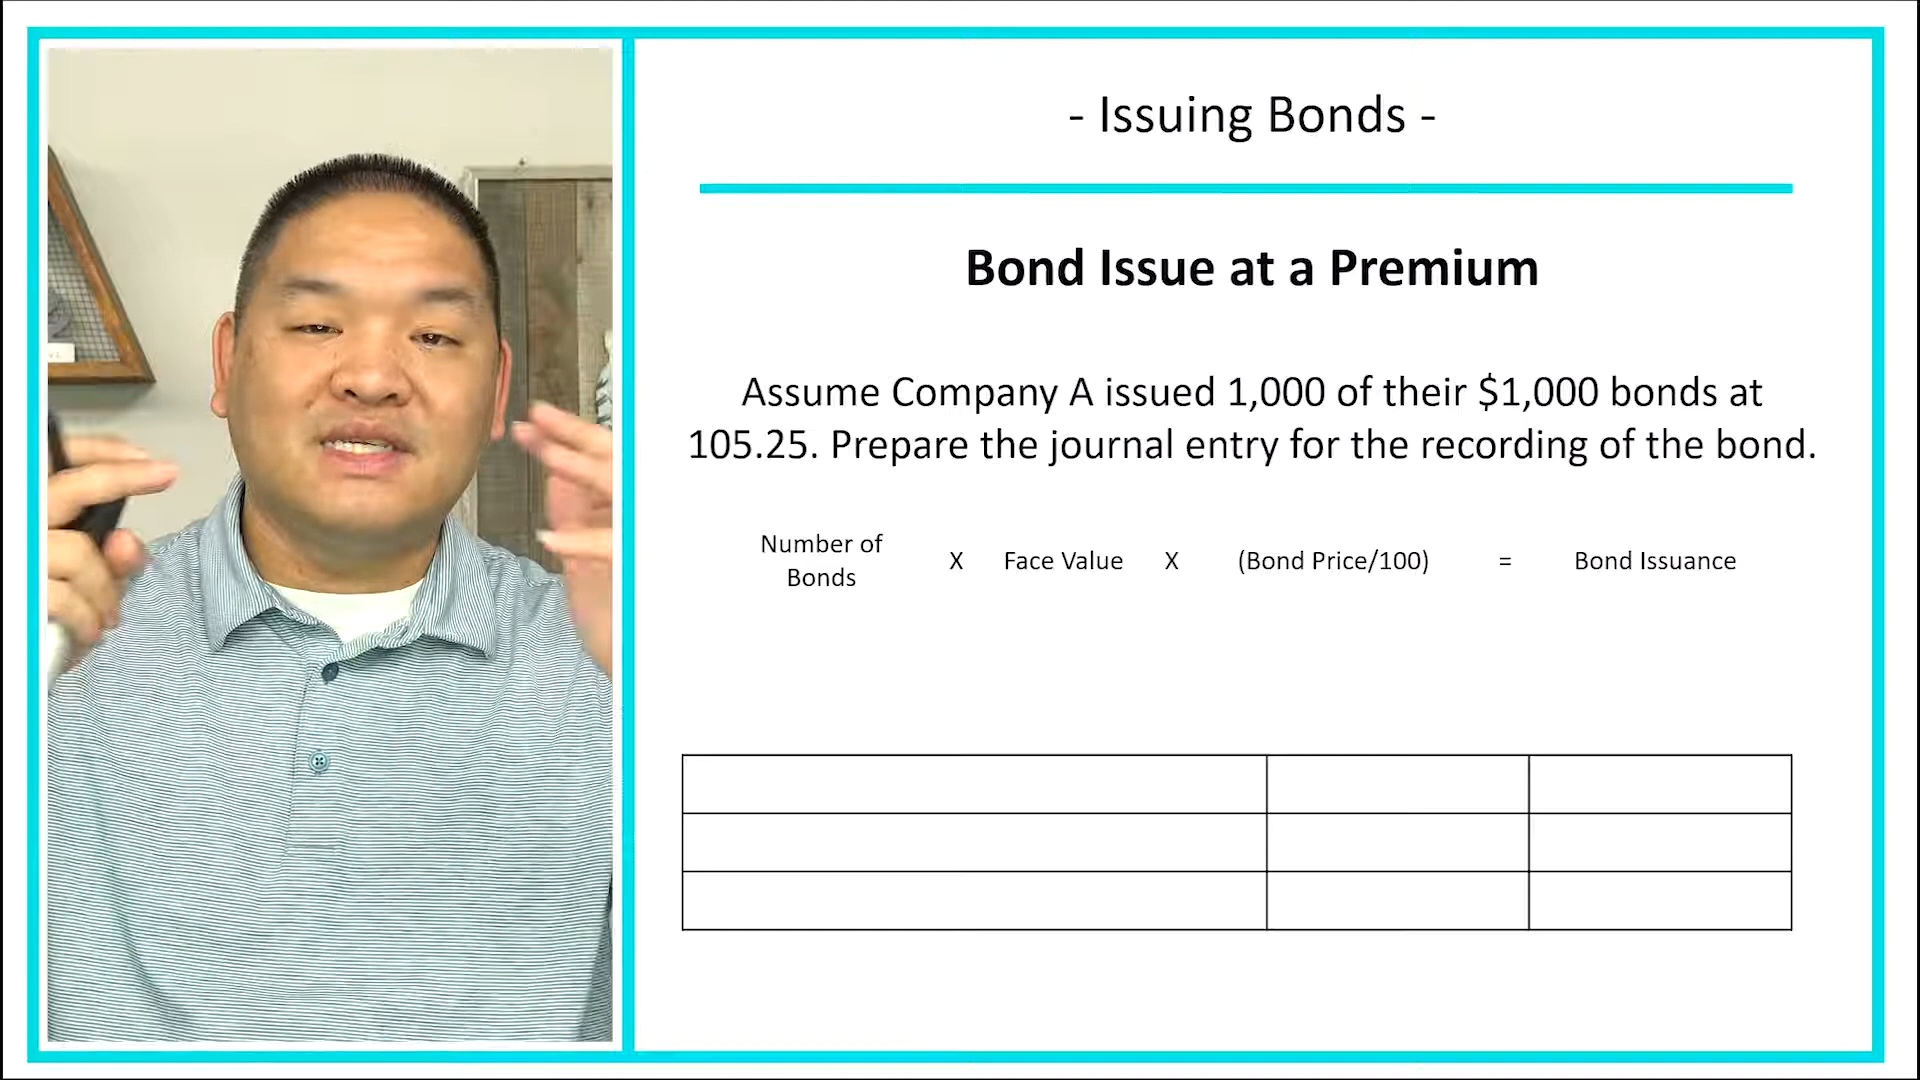 - Issuing Bonds -
Bond Issue at a Premium
Assume Company A issued 1,000 of their $1,000 bonds at
105.25. Prepare the journal entry for the recording of the bond.
Number of
Bonds
X Face Value X (Bond Price/100) = Bond Issuance